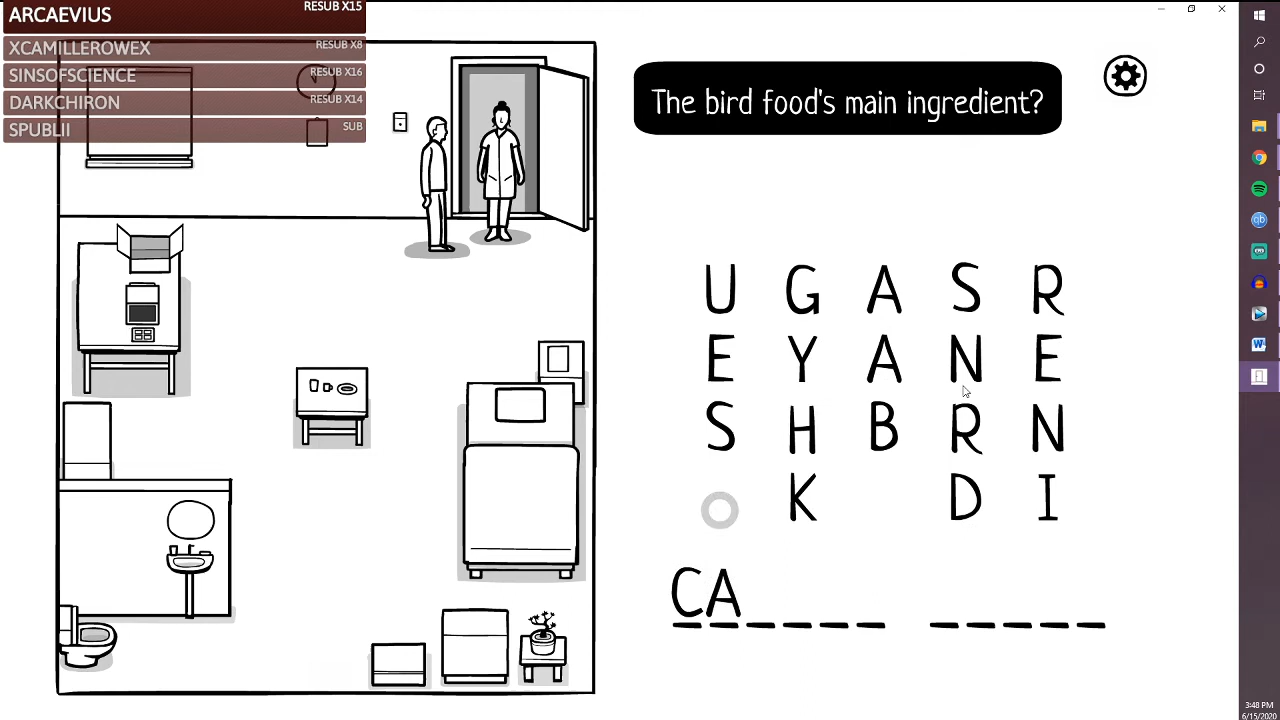 ARCAEVIUS RESUB X15
XCAMILLEROWEX RESUB X8
SINSOFSCIENCE RESUB X16
DARKCHIRON RESUB X14
SPUBLII SUB
The bird food's main ingredient?
U G A S R
E Y A N E
S H B R N
K D I
CA
3:48 PM
6/15/2020